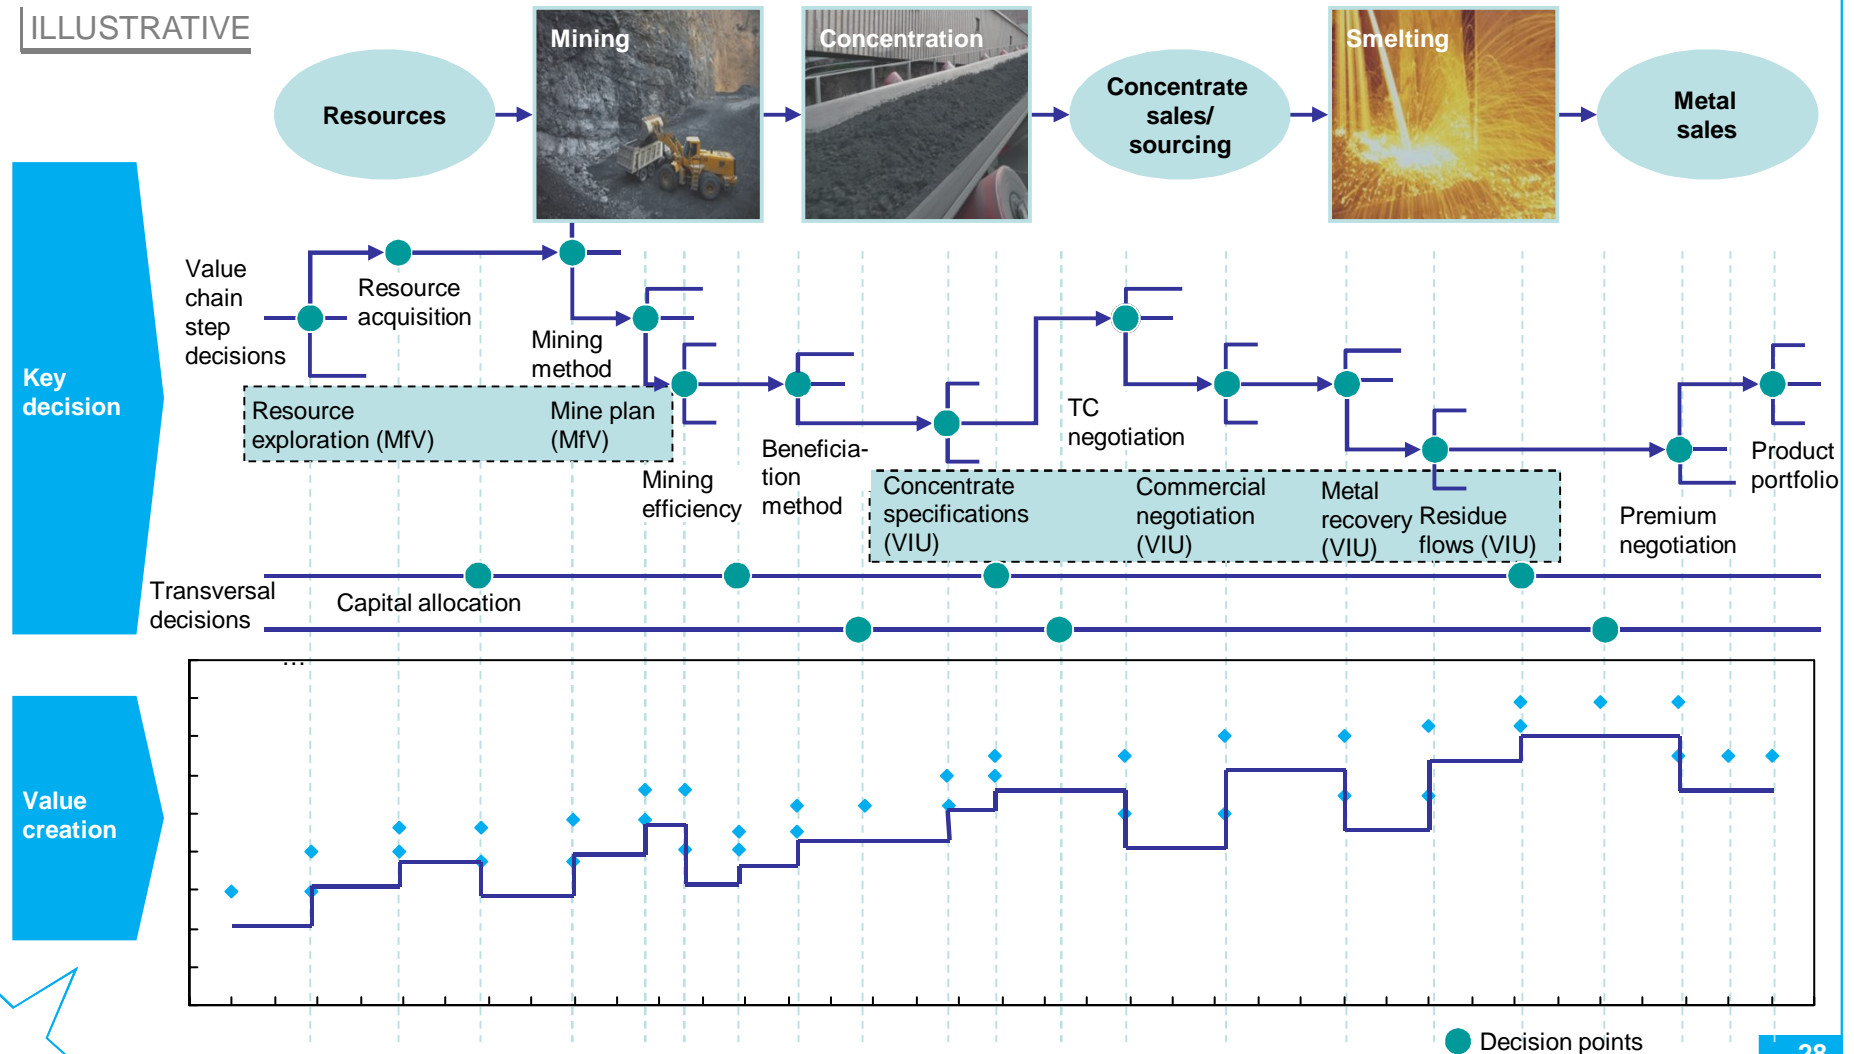 ILLUSTRATIVE
Mining
Concentration
Smelting
Resources
Concentrate
sales/
sourcing
Metal
sales
Key
decision
Value
chain
step
decisions
Resource
acquisition
Mining
method
Resource
exploration (MfV)
Mine plan
(MfV)
Mining
efficiency
Beneficia-
tion
method
Concentrate
specifications
(VIU)
TC
negotiation
Commercial
negotiation
(VIU)
Metal
recovery
(VIU)
Residue
flows (VIU)
Premium
negotiation
Product
portfolio
Transversal
decisions
Capital allocation
...
Value
creation
Decision points
28